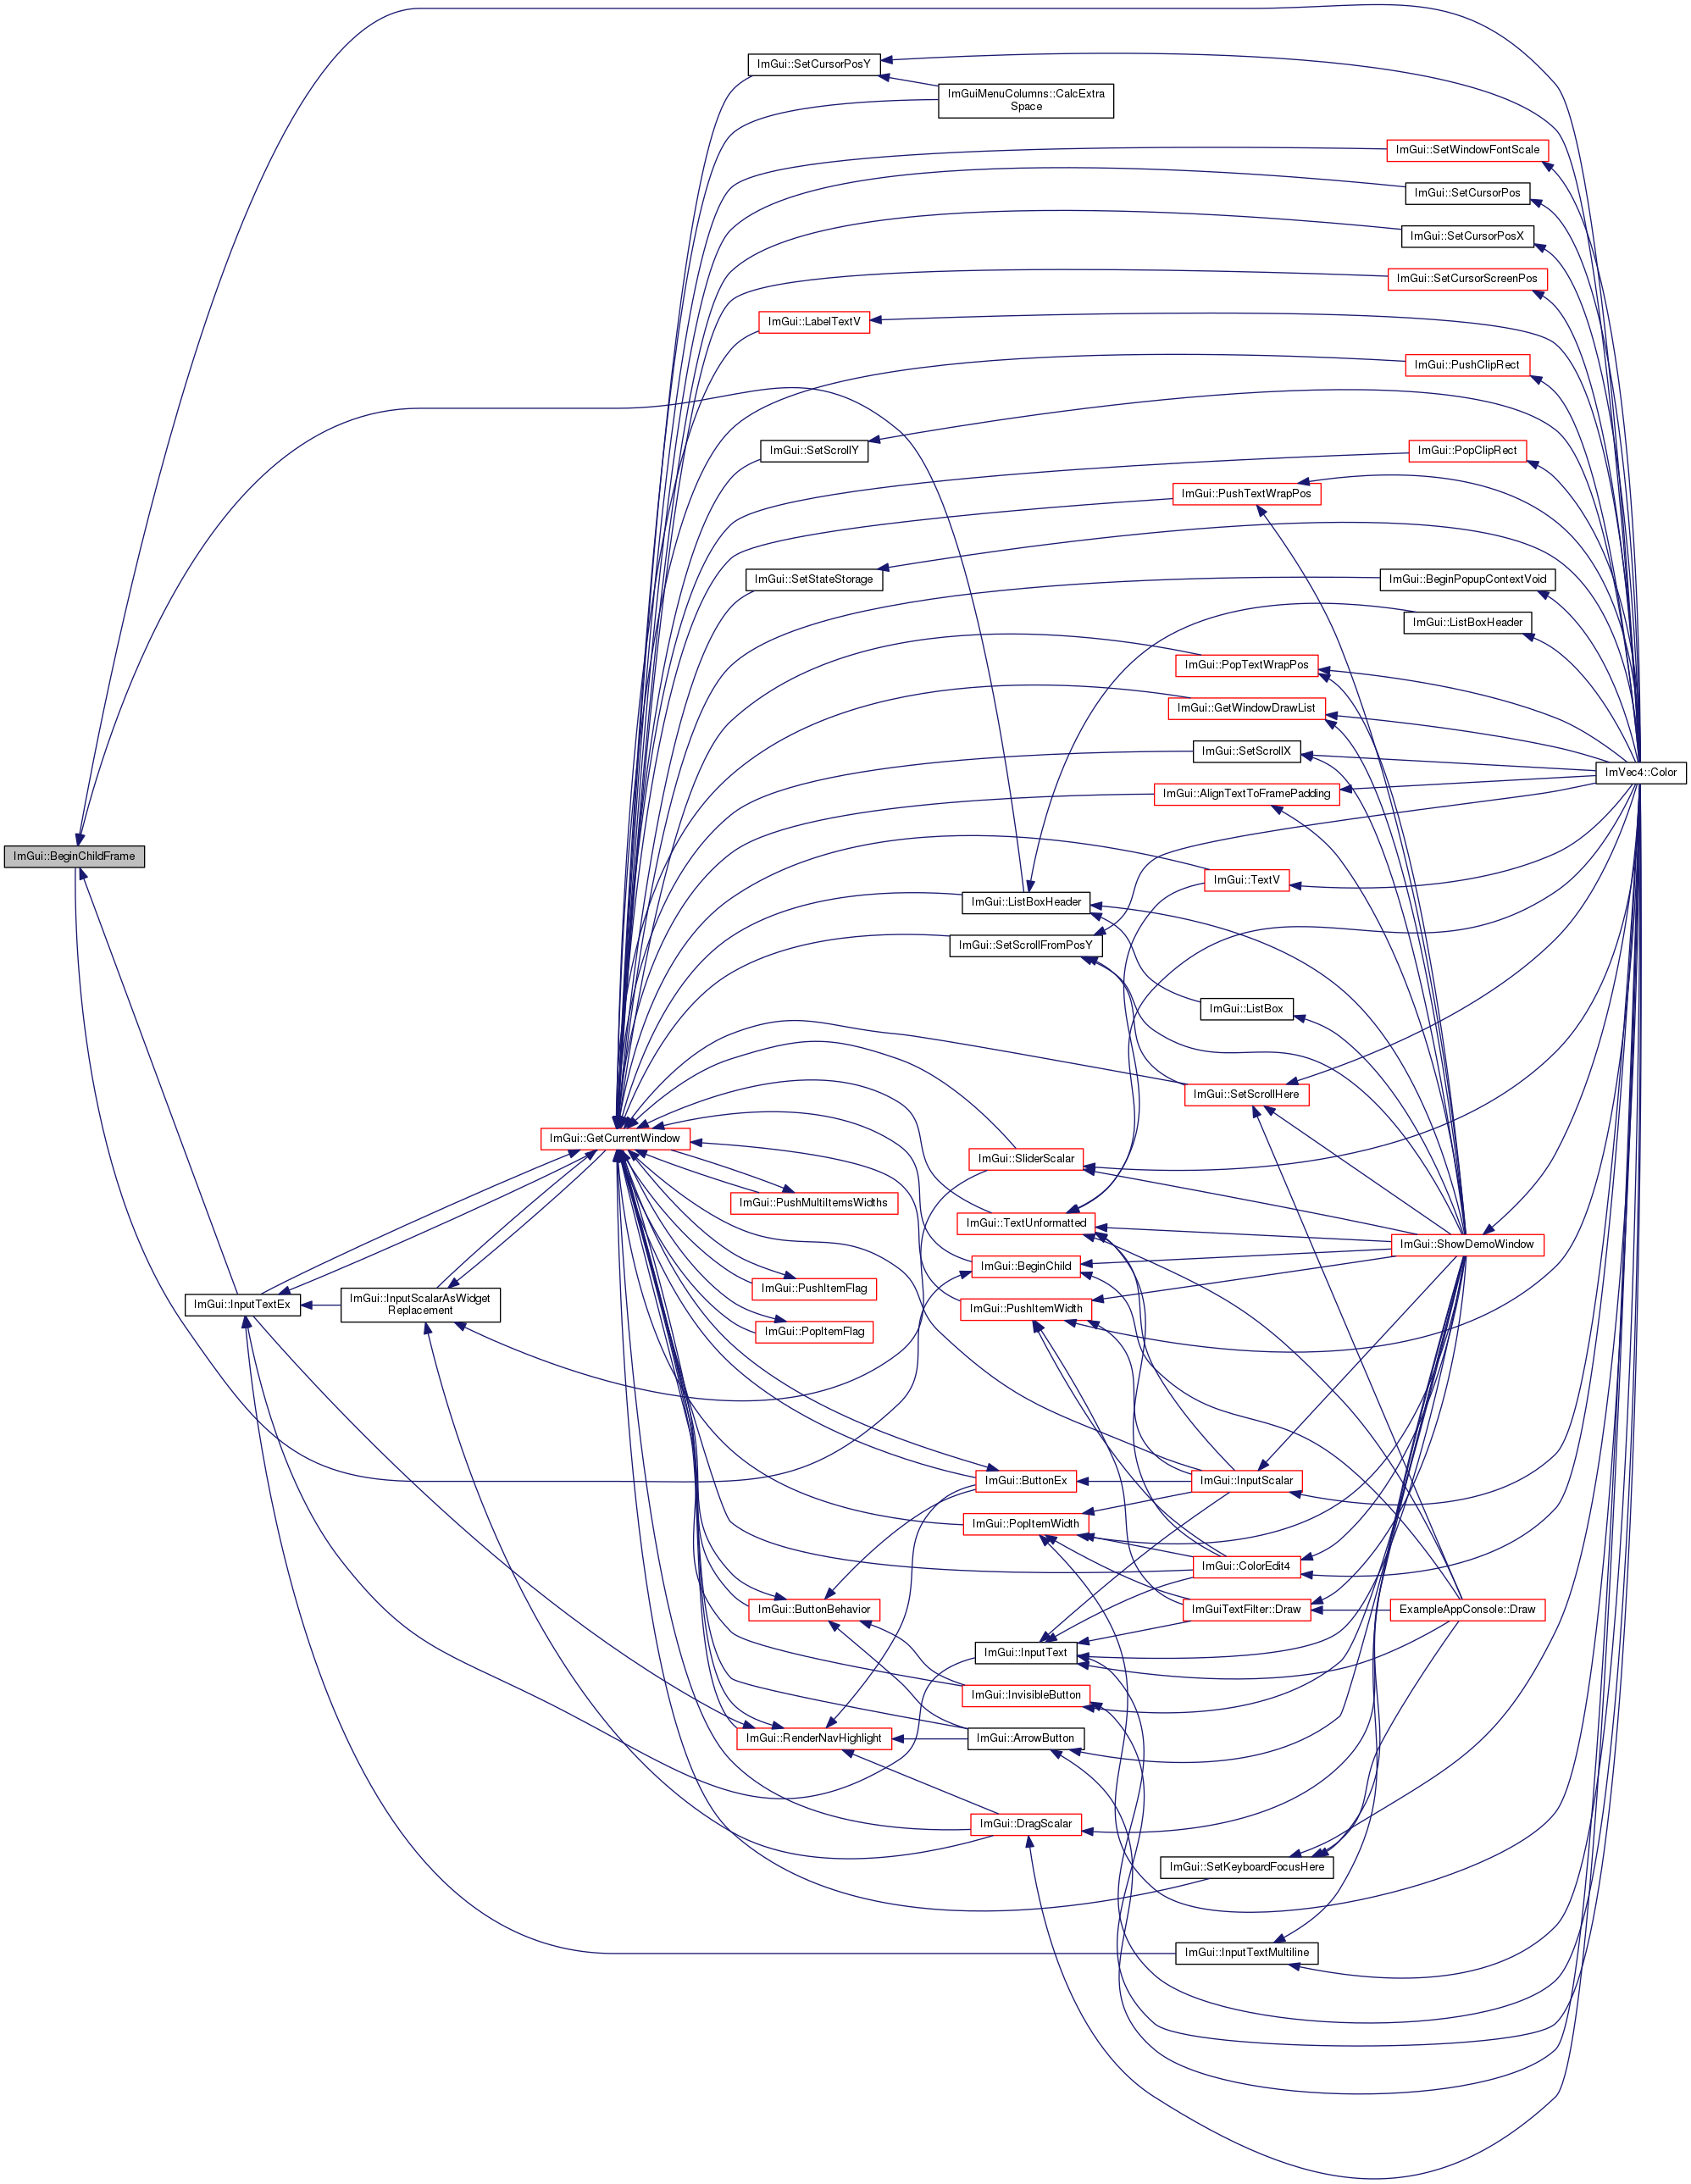 ImGui::SetCursorPosY
ImGuiMenuColumns::CalcExtra
Space
ImGui::SetWindowFontScale
ImGui::SetCursorPos
ImGui::SetCursorPosX
ImGui::SetCursorScreenPos
ImGui::LabelTextV
ImGui::PushClipRect
ImGui::SetScrollY
ImGui::PopClipRect
ImGui::PushTextWrapPos
ImGui::SetStateStorage
ImGui::BeginPopupContextVoid
ImGui::ListBoxHeader
ImGui::PopTextWrapPos
ImGui::GetWindowDrawList
ImGui::SetScrollX
ImVec4::Color
ImGui::AlignTextToFramePadding
ImGui::BeginChildFrame
ImGui::TextV
ImGui::ListBoxHeader
ImGui::SetScrollFromPosY
ImGui::ListBox
ImGui::SetScrollHere
ImGui::GetCurrentWindow
ImGui::SliderScalar
ImGui::PushMultiItemsWidths
ImGui::TextUnformatted
ImGui::ShowDemoWindow
ImGui::BeginChild
ImGui::PushItemFlag
ImGui::InputTextEx
ImGui::InputScalarAsWidget
Replacement
ImGui::PushItemWidth
ImGui::PopItemFlag
ImGui::ButtonEx
ImGui::InputScalar
ImGui::PopItemWidth
ImGui::ColorEdit4
ImGui::ButtonBehavior
ImGuiTextFilter::Draw
ExampleAppConsole::Draw
ImGui::InputText
ImGui::InvisibleButton
ImGui::RenderNavHighlight
ImGui::ArrowButton
ImGui::DragScalar
ImGui::SetKeyboardFocusHere
ImGui::InputTextMultiline